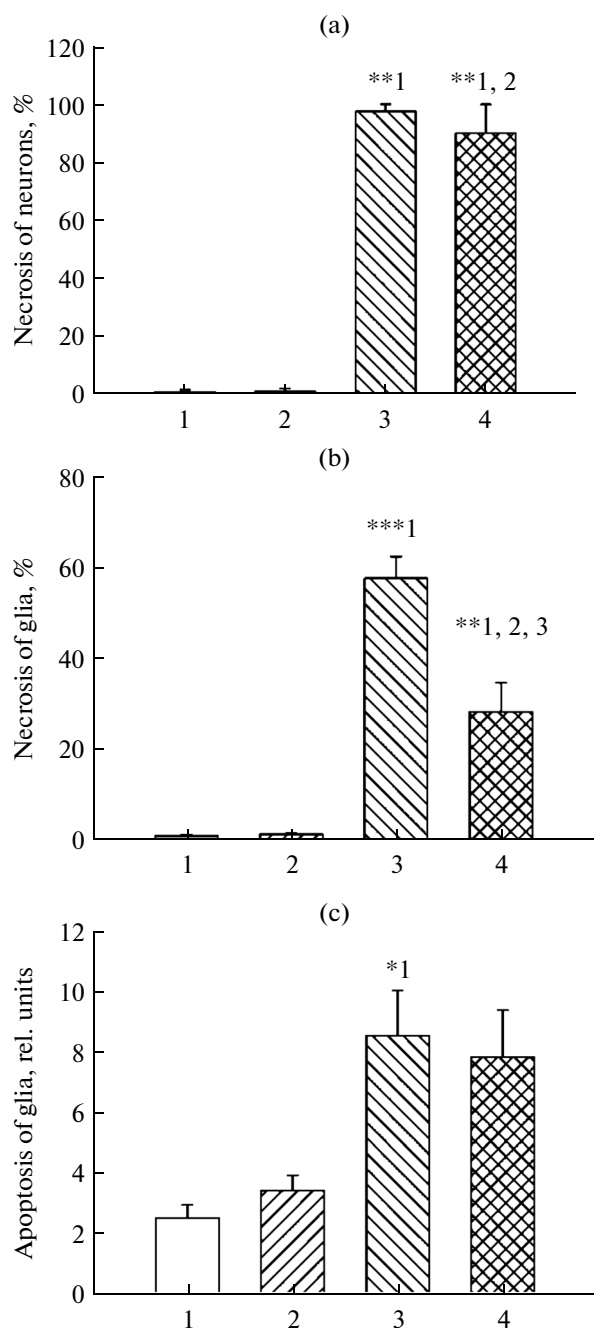 (a)
Necrosis of neurons, %
120
100
80
60
40
20
0
**1
**1, 2
1 2 3 4
(b)
Necrosis of glia, %
80
60
40
20
0
***1
**1, 2, 3
1 2 3 4
(c)
Apoptosis of glia, rel. units
12
10
8
6
4
2
0
*1
1 2 3 4